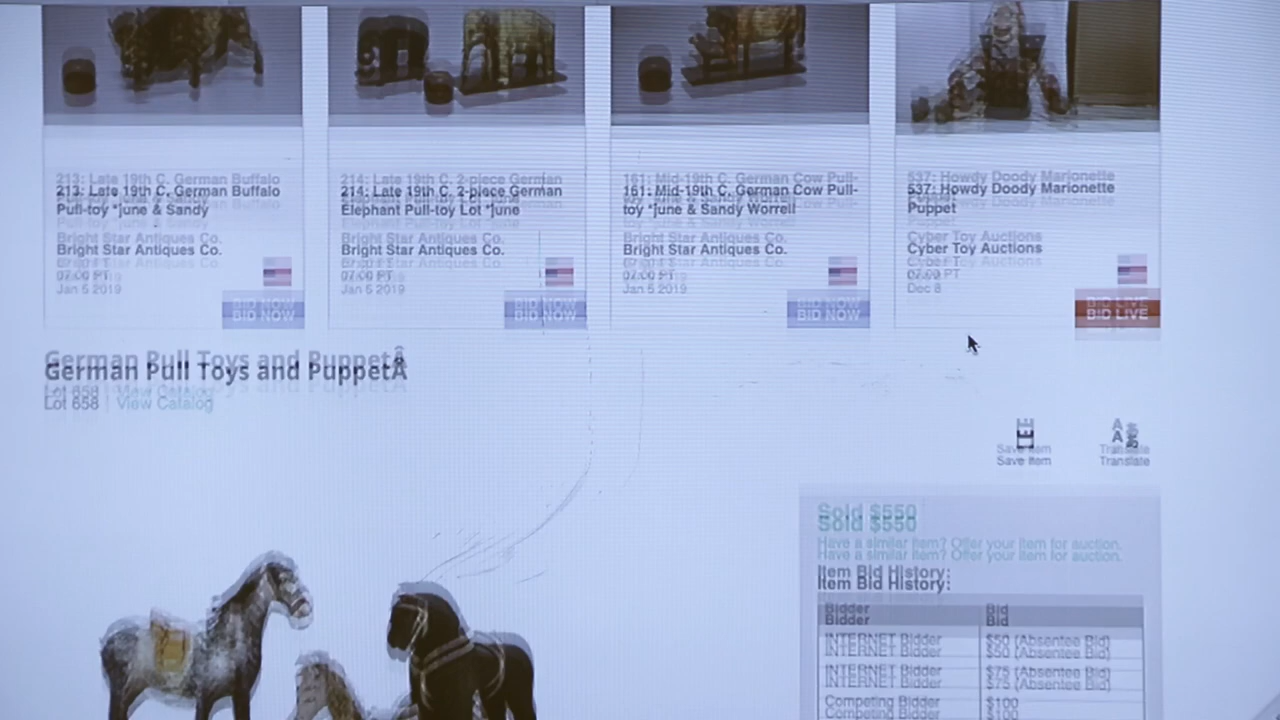 213: Late 19th C. German Buffalo
Pull-toy *June & Sandy
Bright Star Antiques Co.
07:00 PT
Jan 5 2019
BID NOW
214: Late 19th C. 2-piece German
Elephant Pull-toy Lot *June
Bright Star Antiques Co.
07:00 PT
Jan 5 2019
BID NOW
161: Mid-19th C. German Cow Pull-
toy *June & Sandy Worrell
Bright Star Antiques Co.
07:00 PT
Jan 5 2019
BID NOW
537: Howdy Doody Marionette
Puppet
Cyber Toy Auctions
07:00 PT
Dec 8
BID LIVE
German Pull Toys and PuppetÂ
Lot 658 | View Catalog
Save Item
Translate
Sold $550
Have a similar item? Offer your item for auction.
Item Bid History:
Bidder Bid
INTERNET Bidder $50 (Absentee Bid)
INTERNET Bidder $75 (Absentee Bid)
Competing Bidder $100